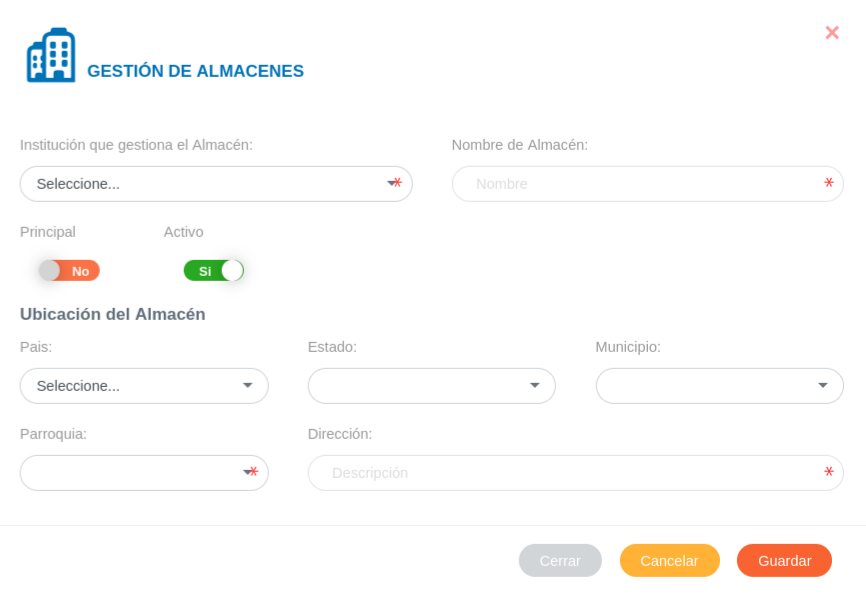 GESTIÓN DE ALMACENES
Institución que gestiona el Almacén: Nombre de Almacén:
Seleccione... * Nombre *
Principal Activo
No Si
Ubicación del Almacén
Pais: Estado: Municipio:
Seleccione...
Parroquia: Dirección:
* Descripción *
Cerrar Cancelar Guardar